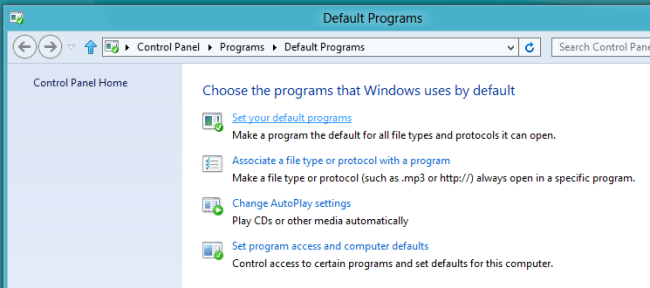 Default Programs
Control Panel Programs Default Programs
Search Control Pane
Control Panel Home
Choose the programs that Windows uses by default
Set your default programs
Make a program the default for all file types and protocols it can open.
Associate a file type or protocol with a program
Make a file type or protocol (such as .mp3 or http://) always open in a specific program.
Change AutoPlay settings
Play CDs or other media automatically
Set program access and computer defaults
Control access to certain programs and set defaults for this computer.